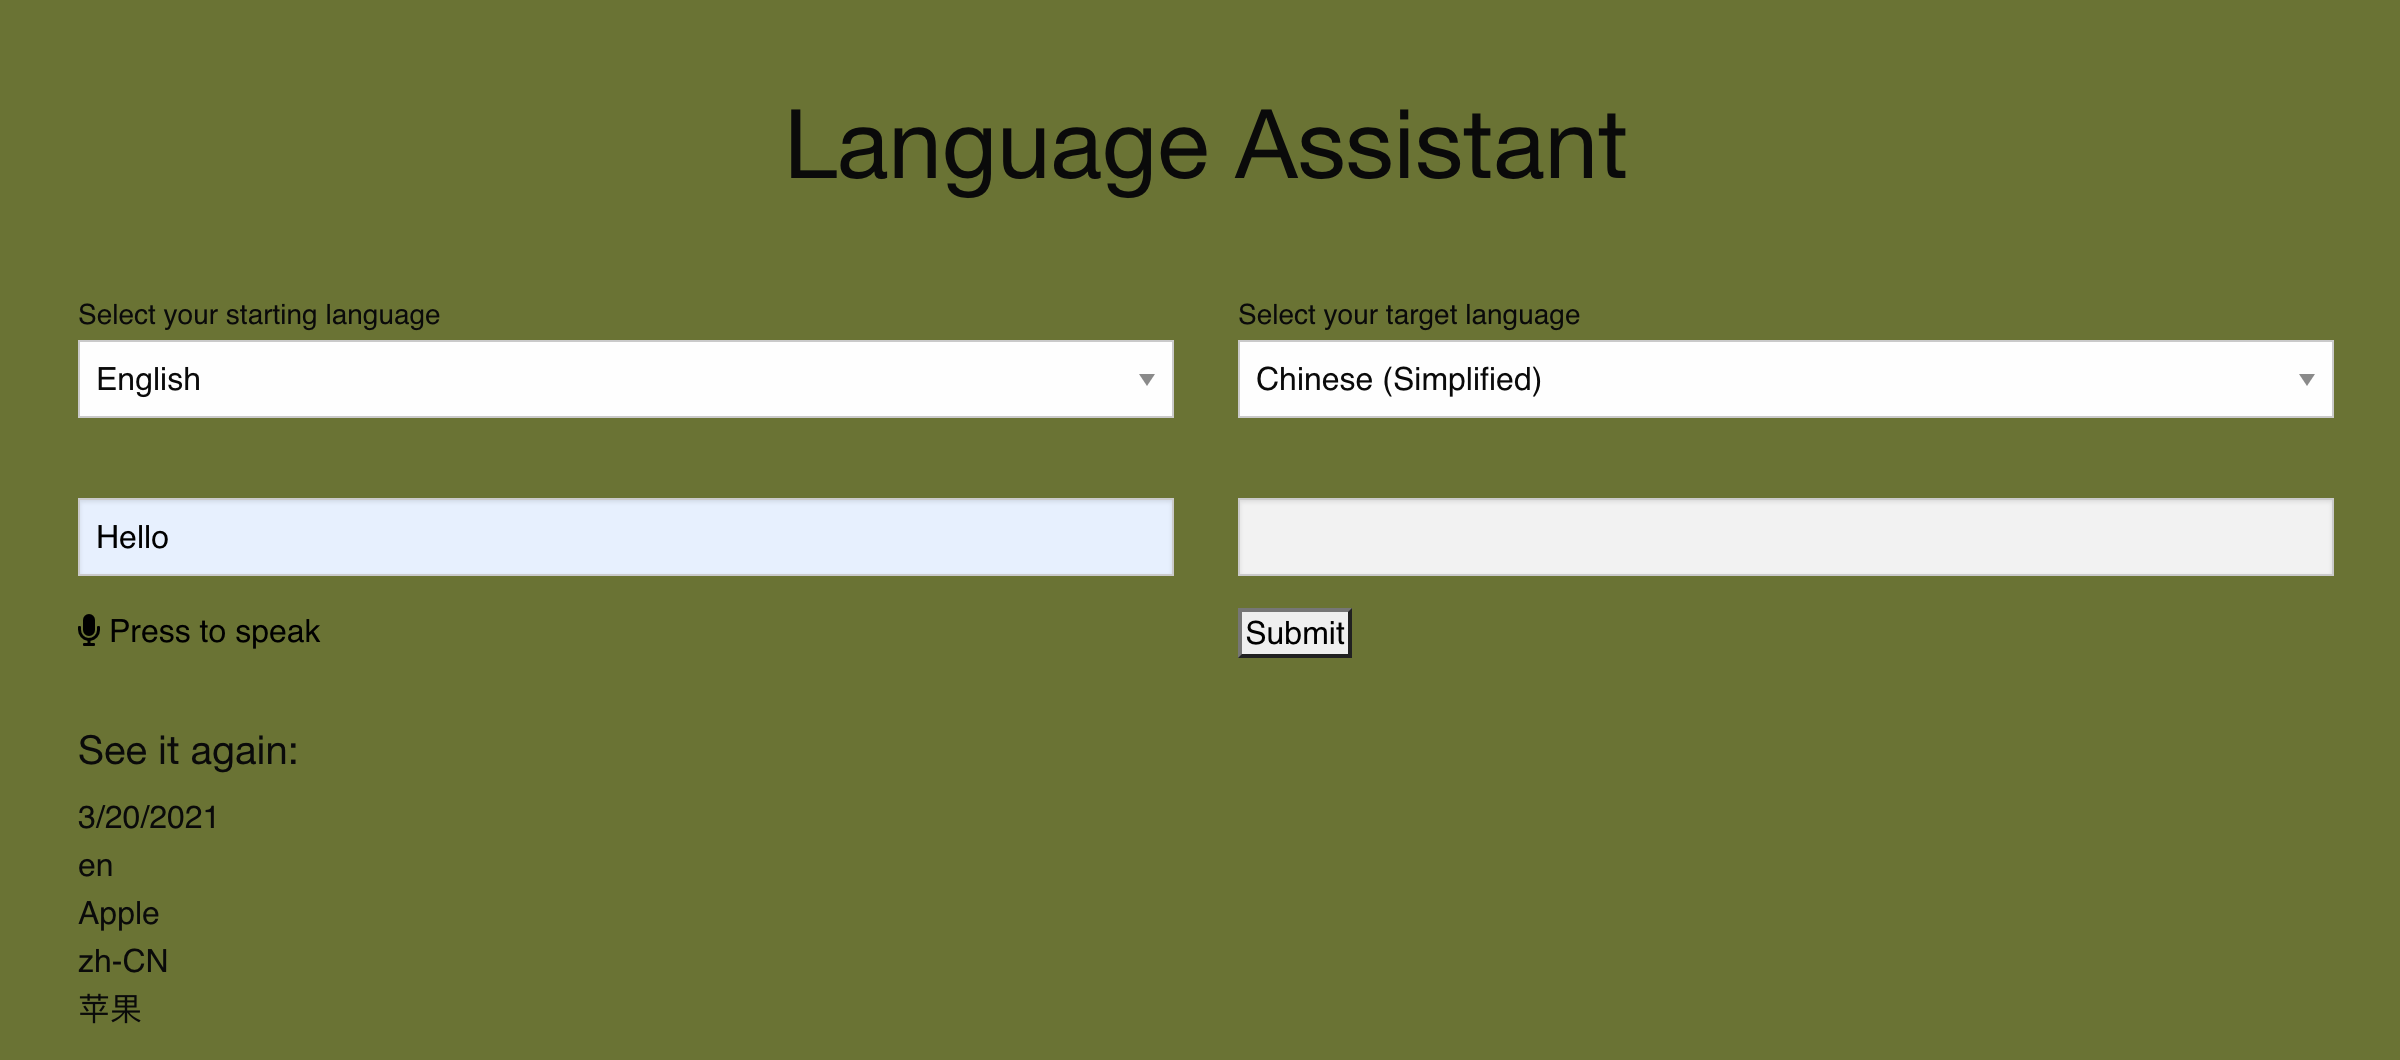 Language Assistant
Select your starting language
Select your target language
English
Chinese (Simplified)
Hello
Press to speak
Submit
See it again:
3/20/2021
en
Apple
zh-CN
苹果